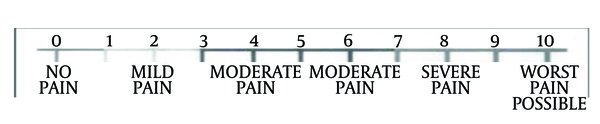 0 1 2 3 4 5 6 7 8 9 10
NO MILD MODERATE MODERATE SEVERE WORST
PAIN PAIN PAIN PAIN PAIN PAIN
POSSIBLE